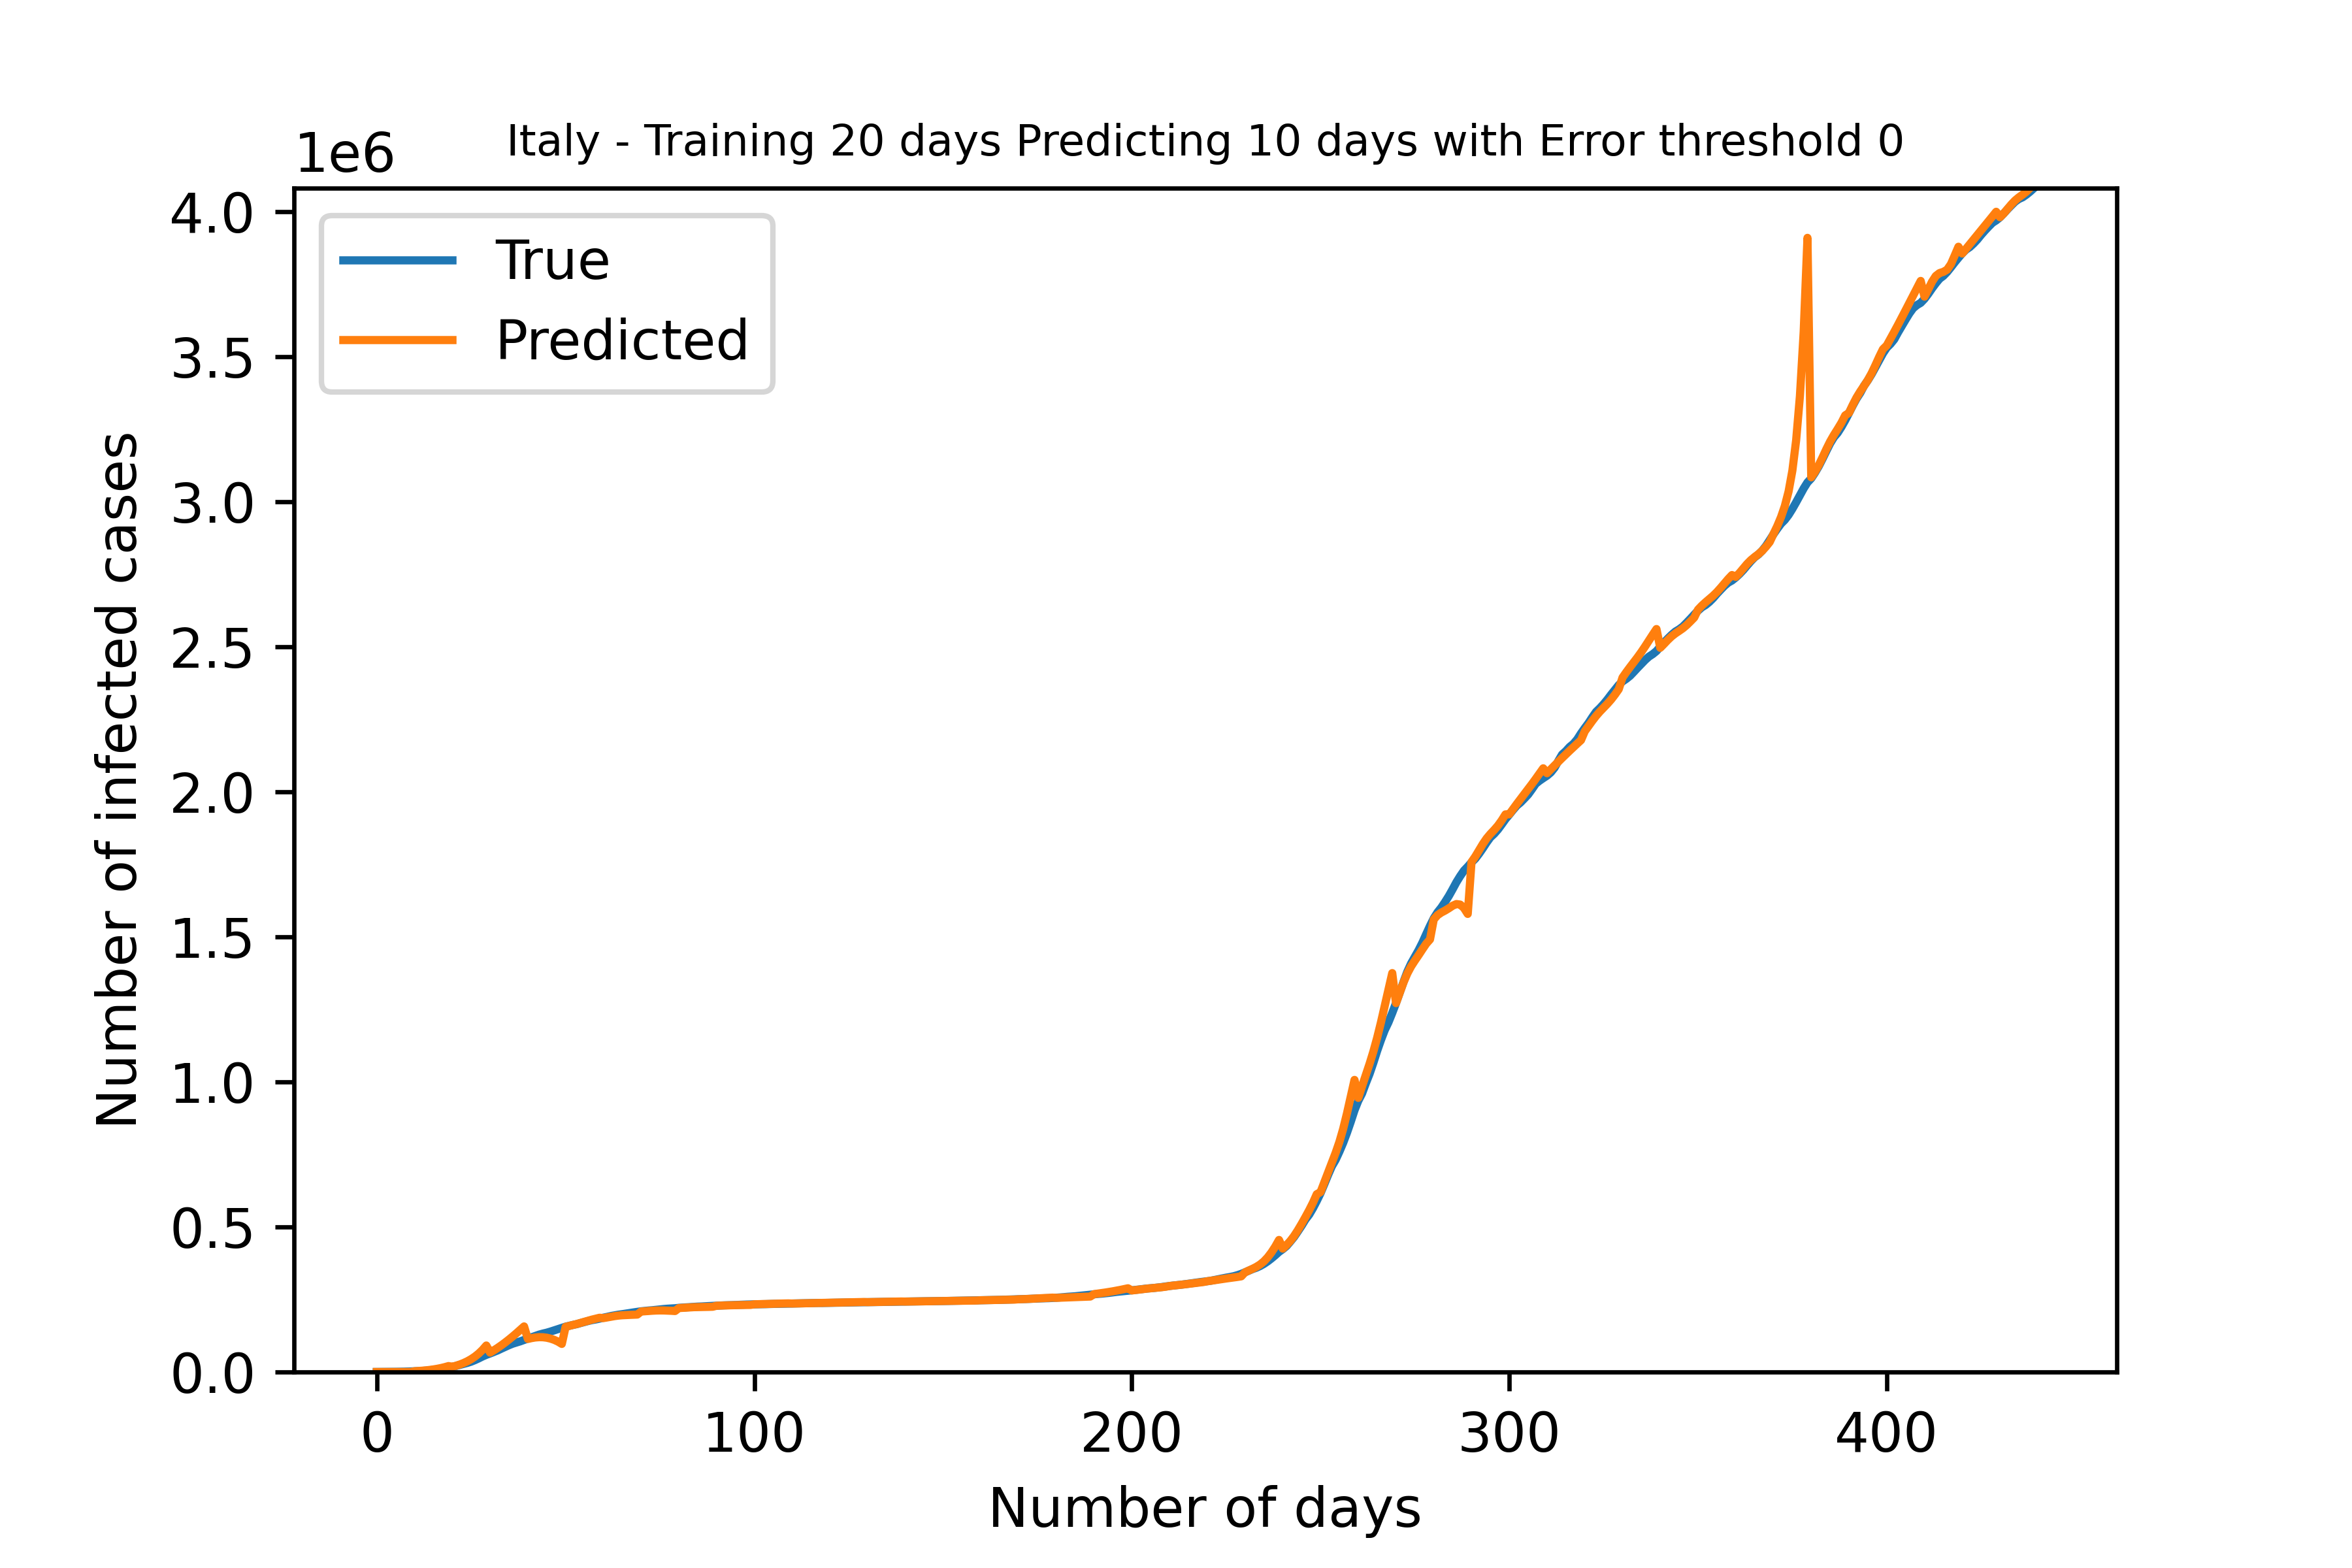 Italy - Training 20 days Predicting 10 days with Error threshold 0
1e6
True
Predicted
4.0
3.5
3.0
2.5
2.0
1.5
1.0
0.5
0.0
Number of infected cases
0 100 200 300 400
Number of days